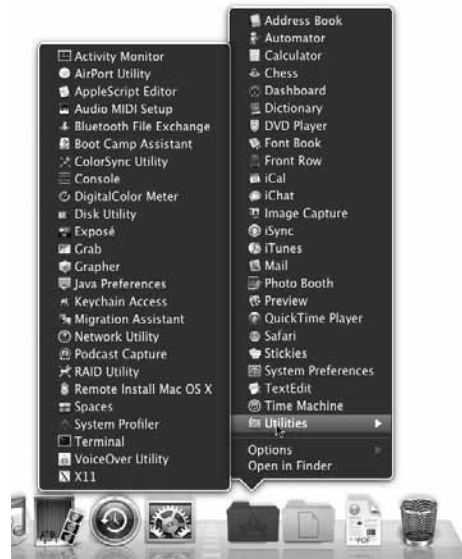 Address Book
Automator
Calculator
Chess
Dashboard
Dictionary
DVD Player
Font Book
Front Row
iCal
iChat
Image Capture
iSync
iTunes
Mail
Photo Booth
Preview
QuickTime Player
Safari
Stickies
System Preferences
TextEdit
Time Machine
Utilities
Options
Open in Finder
Activity Monitor
AirPort Utility
AppleScript Editor
Audio MIDI Setup
Bluetooth File Exchange
Boot Camp Assistant
ColorSync Utility
Console
DigitalColor Meter
Disk Utility
Exposé
Grab
Grapher
Java Preferences
Keychain Access
Migration Assistant
Network Utility
Podcast Capture
RAID Utility
Remote Install Mac OS X
Spaces
System Profiler
Terminal
VoiceOver Utility
X11
PDF